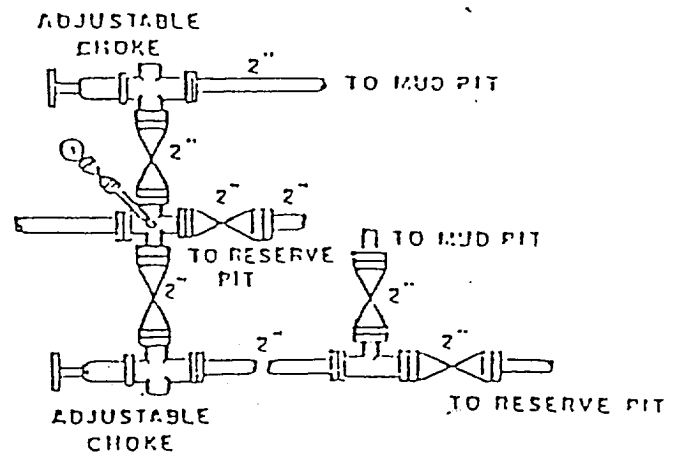 ADJUSTABLE
CHOKE
2"
TO MUD PIT
2"
2"
2"
TO RESERVE
PIT
TO MUD PIT
2"
2"
2"
2"
TO RESERVE PIT
ADJUSTABLE
CHOKE